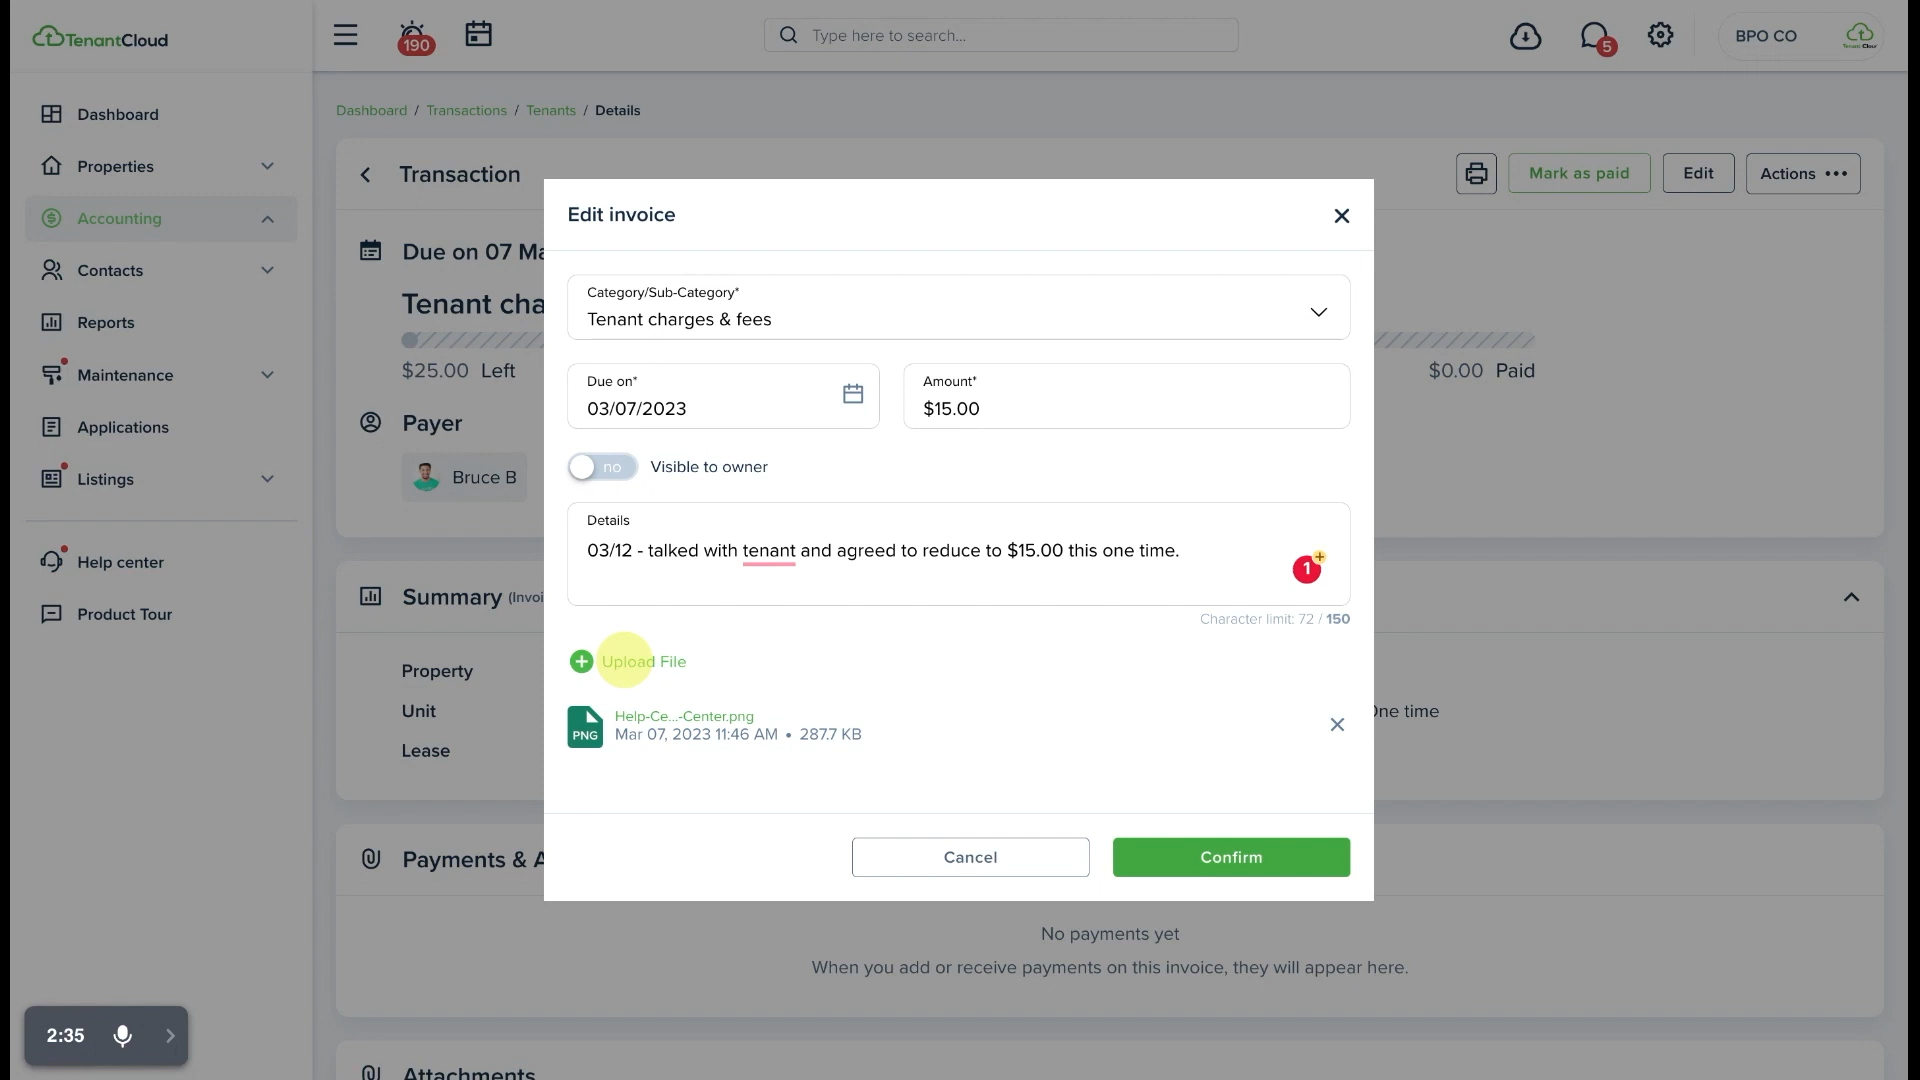 TenantCloud
190
Type here to search...
5
BPO CO
Dashboard
Properties
Accounting
Contacts
Reports
Maintenance
Applications
Listings
Help center
Product Tour
2:35
Dashboard / Transactions / Tenants / Details
Transaction
Mark as paid
Edit
Actions
Due on 07 Ma
Tenant cha
$25.00 Left
$0.00 Paid
Payer
Bruce B
Summary (Invoi
Property
Unit
Lease
One time
Payments & A
No payments yet
When you add or receive payments on this invoice, they will appear here.
Attachments
Edit invoice
Category/Sub-Category*
Tenant charges & fees
Due on*
03/07/2023
Amount*
$15.00
no
Visible to owner
Details
03/12 - talked with tenant and agreed to reduce to $15.00 this one time.
1
Character limit: 72 / 150
Upload File
PNG
Help-Ce...-Center.png
Mar 07, 2023 11:46 AM • 287.7 KB
Cancel
Confirm